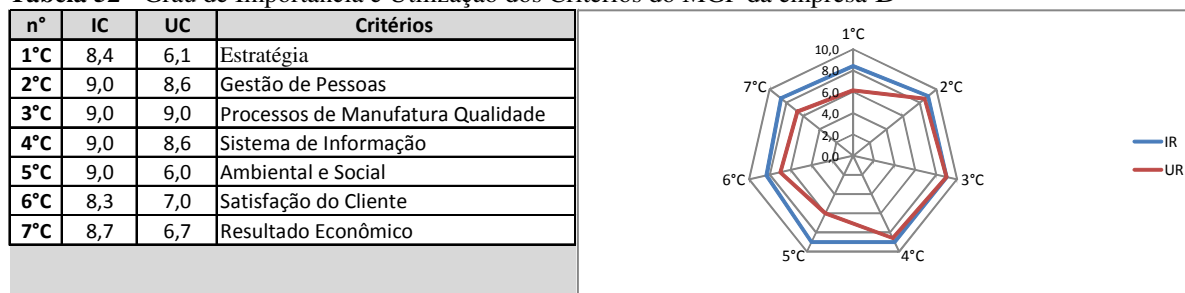 Tabela 32 - Grau de Importância e Utilização dos Critérios do MGP da empresa D
n° IC UC Critérios
1°C 8,4 6,1 Estratégia
2°C 9,0 8,6 Gestão de Pessoas
3°C 9,0 9,0 Processos de Manufatura Qualidade
4°C 9,0 8,6 Sistema de Informação
5°C 9,0 6,0 Ambiental e Social
6°C 8,3 7,0 Satisfação do Cliente
7°C 8,7 6,7 Resultado Econômico
1°C
10,0
8,0
7°C
2°C
6,0
4,0
2,0
0,0
IR
UR
6°C
3°C
5°C
4°C